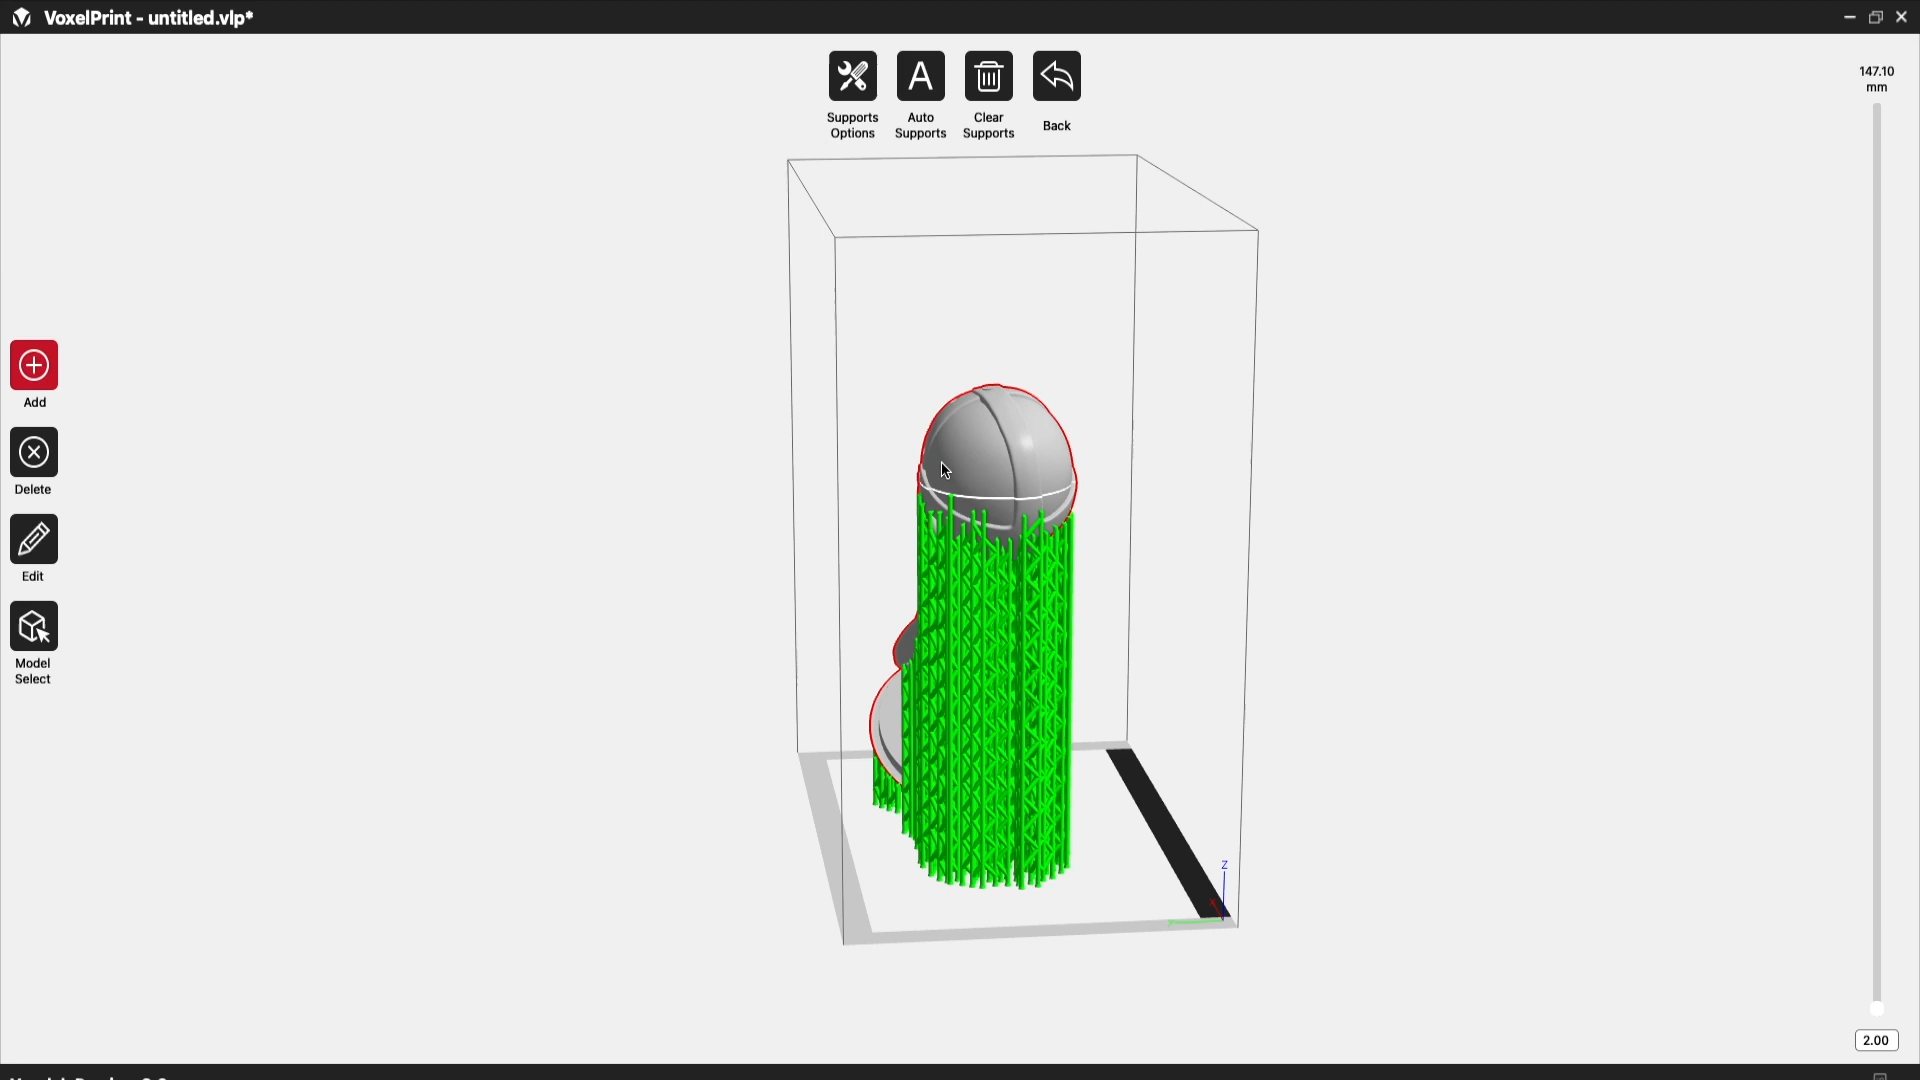 VoxelPrint - untitled.vlp*
147.10
mm
A
Supports
Options
Auto
Supports
Clear
Supports
Back
Add
Delete
Edit
Model
Select
Z
2.00